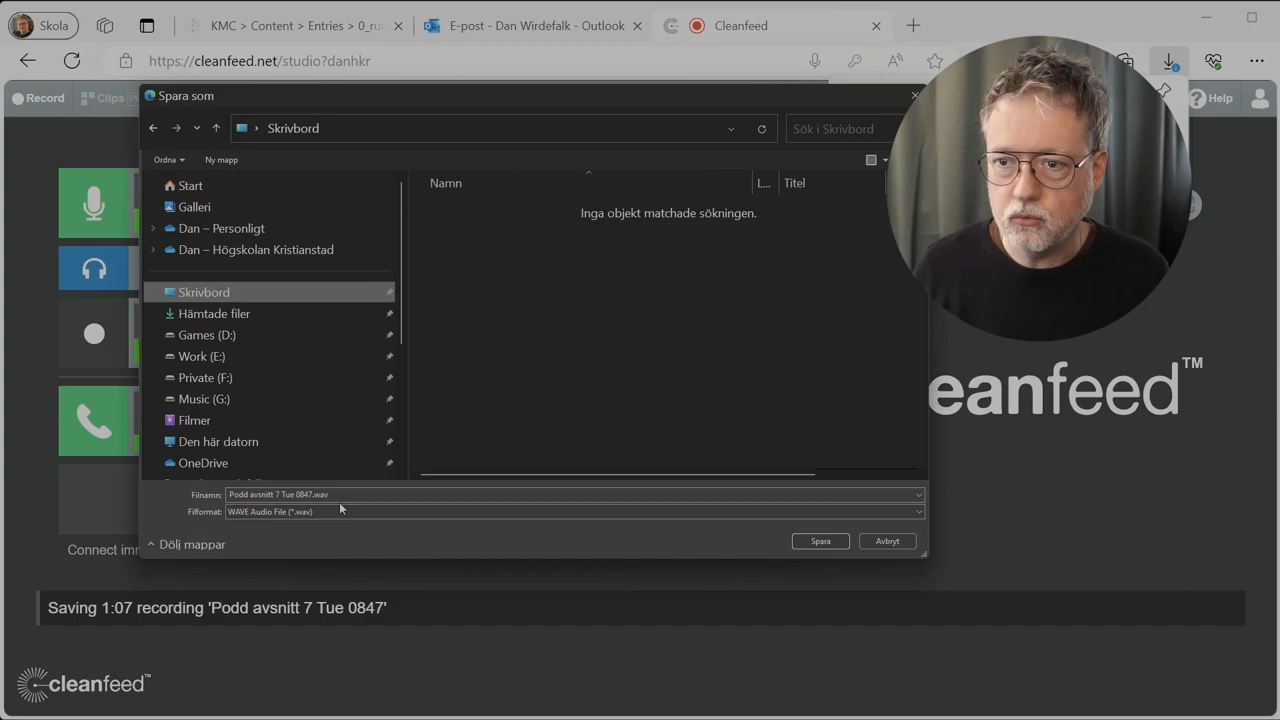 Skola
KMC > Content > Entries > 0_ru
E-post - Dan Wirdefalk - Outlook
Cleanfeed
https://cleanfeed.net/studio?danhkr
Record
Clips
Help
Spara som
Skrivbord
Sök i Skrivbord
Ordna
Ny mapp
Namn
L...
Titel
Inga objekt matchade sökningen.
Start
Galleri
Dan – Personligt
Dan – Högskolan Kristianstad
Skrivbord
Hämtade filer
Games (D:)
Work (E:)
Private (F:)
Music (G:)
Filmer
Den här datorn
OneDrive
Filnamn:
Podd avsnitt 7 Tue 0847.wav
Filformat:
WAVE Audio File (*.wav)
Dölj mappar
Spara
Avbryt
eanfeed™
Connect im
Saving 1:07 recording 'Podd avsnitt 7 Tue 0847'
cleanfeed™